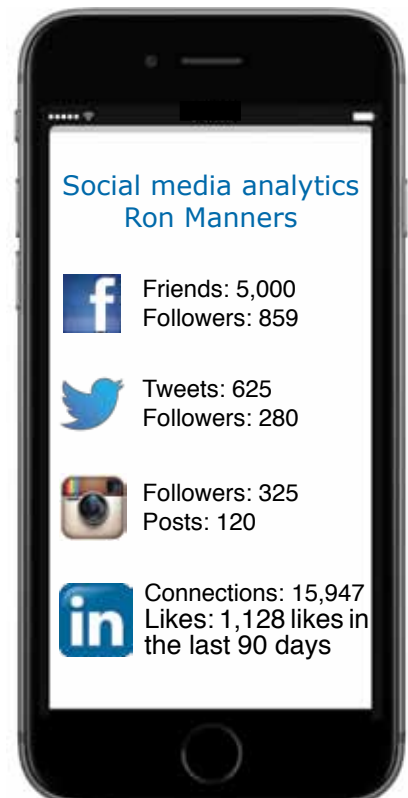 Social media analytics
Ron Manners
f
Friends: 5,000
Followers: 859
Tweets: 625
Followers: 280
Followers: 325
Posts: 120
in
Connections: 15,947
Likes: 1,128 likes in
the last 90 days